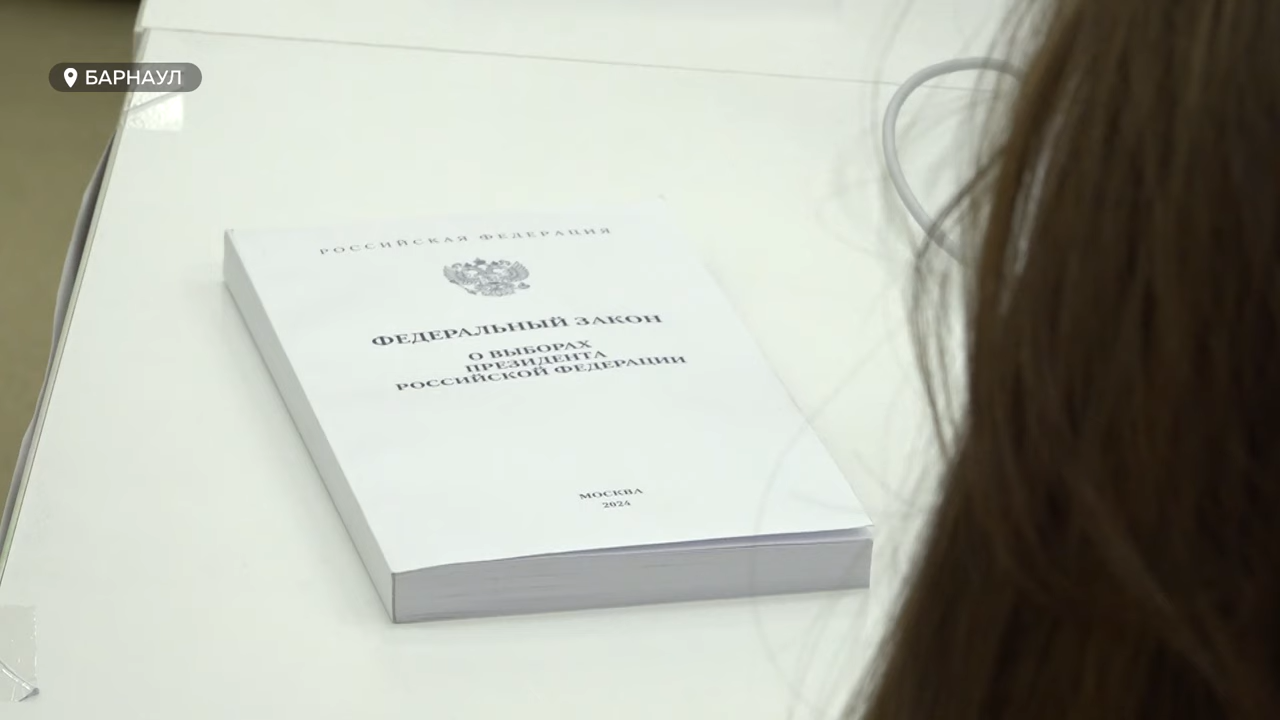 БАРНАУЛ
РОССИЙСКАЯ ФЕДЕРАЦИЯ
ФЕДЕРАЛЬНЫЙ ЗАКОН
О ВЫБОРАХ
ПРЕЗИДЕНТА
РОССИЙСКОЙ ФЕДЕРАЦИИ
МОСКВА
2024